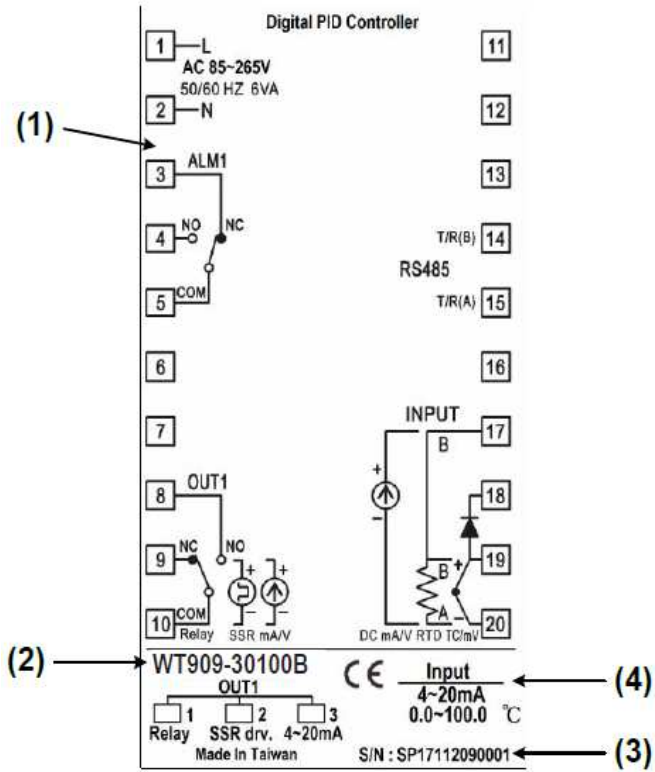 Digital PID Controller
1 L
AC 85~265V
50/60 HZ 6VA
2 N
(1)
3 ALM1
4 NO NC
5 COM
6
7
8 OUT1
9 NC NO
10 COM
Relay SSR mA/V
11
12
13
T/R(B) 14
RS485
T/R(A) 15
16
INPUT
B 17
+
18
-
B + 19
A - 20
+ +
- -
DC mA/V RTD TC/mV
(2) WT909-30100B
OUT1
1 2 3
Relay SSR drv. 4~20mA
Made In Taiwan
CE
Input
4~20mA
0.0~100.0 ℃
(4)
S/N : SP17112090001
(3)